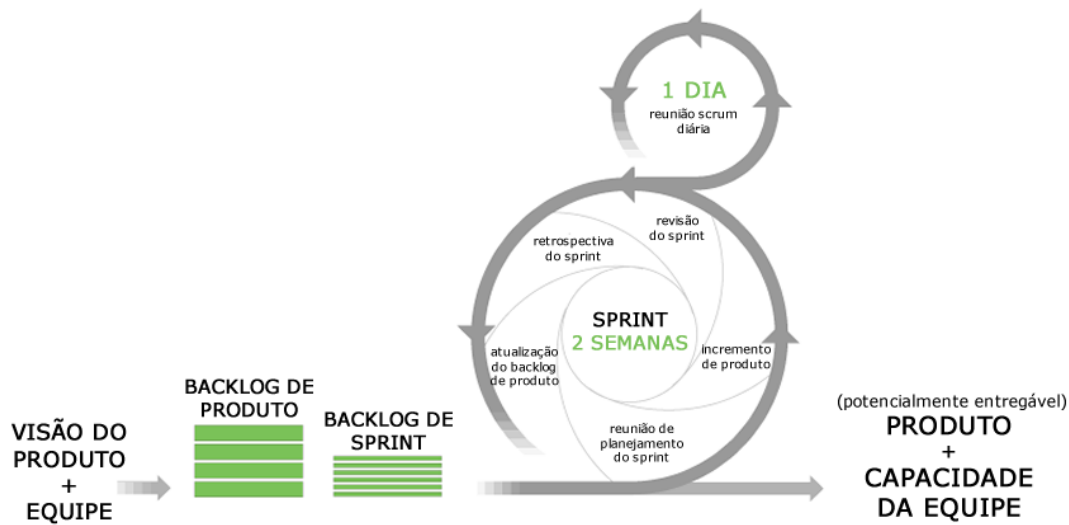 VISÃO DO
PRODUTO
+
EQUIPE
BACKLOG DE
PRODUTO
BACKLOG DE
SPRINT
1 DIA
reunião scrum
diária
SPRINT
2 SEMANAS
reunião de
planejamento
do sprint
incremento
de produto
revisão
do sprint
retrospectiva
do sprint
atualização
do backlog
de produto
(potencialmente entregável)
PRODUTO
+
CAPACIDADE
DA EQUIPE